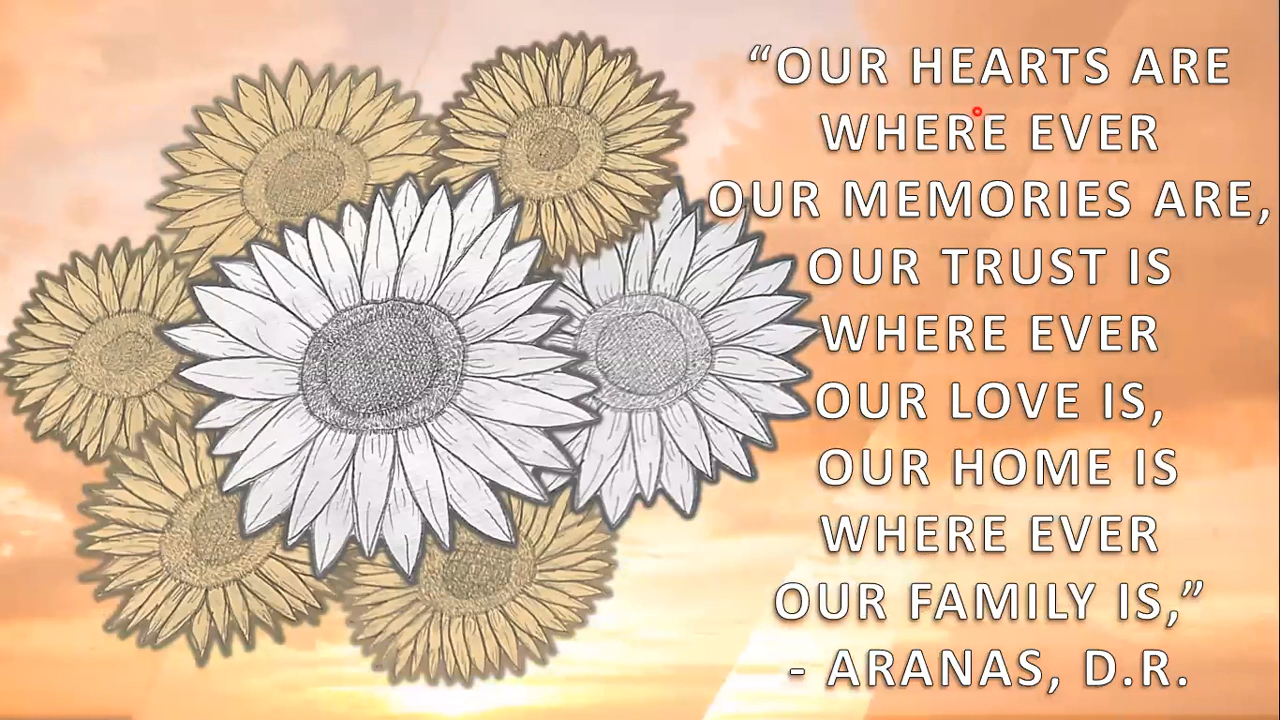 “OUR HEARTS ARE
WHERE EVER
OUR MEMORIES ARE,
OUR TRUST IS
WHERE EVER
OUR LOVE IS,
OUR HOME IS
WHERE EVER
OUR FAMILY IS,”
- ARANAS, D.R.